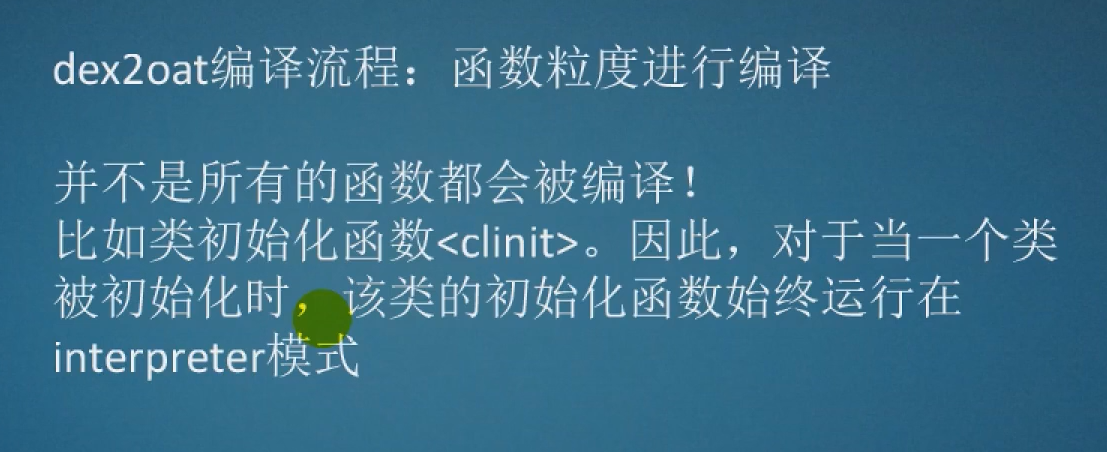 dex2oat编译流程：函数粒度进行编译
并不是所有的函数都会被编译！
比如类初始化函数<clinit>。因此，对于当一个类
被初始化时，该类的初始化函数始终运行在
interpreter模式